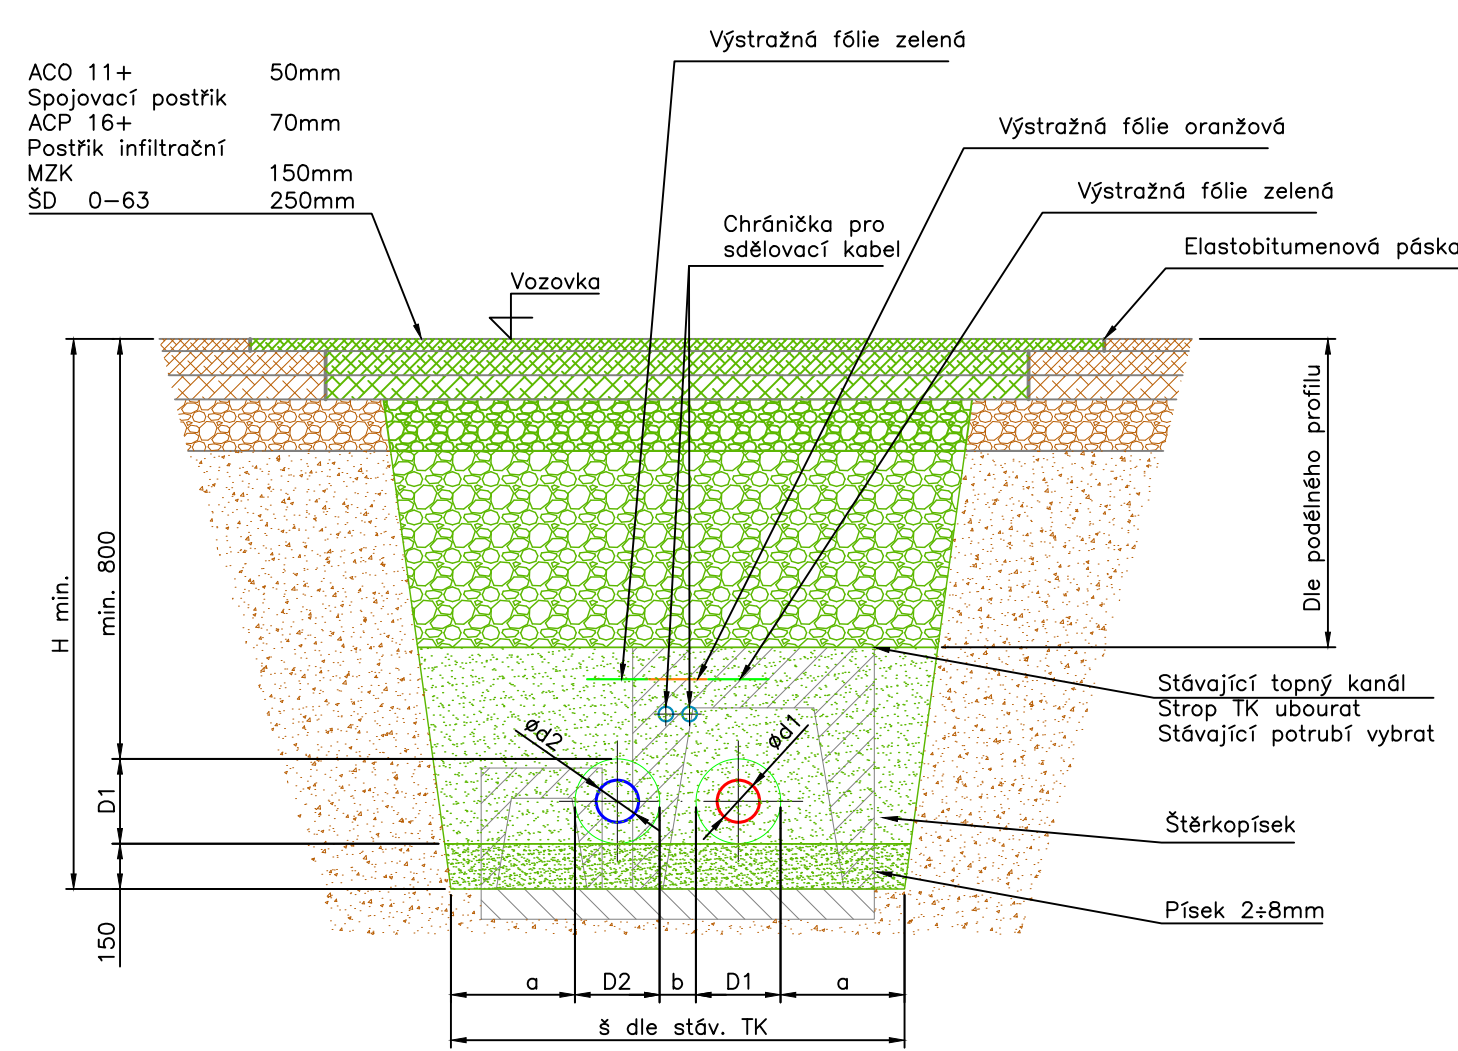 Výstražná fólie zelená
ACO 11+ 50mm
Spojovací postřik
ACP 16+ 70mm
Postřik infiltrační
MZK 150mm
ŠD 0-63 250mm
Výstražná fólie oranžová
Výstražná fólie zelená
Chránička pro
sdělovací kabel
Elastobitumenová páska
Vozovka
Dle podélného profilu
H min.
min. 800
D1
150
ød2
ød1
Stávající topný kanál
Strop TK ubourat
Stávající potrubí vybrat
Štěrkopísek
Písek 2÷8mm
a D2 b D1 a
š dle stáv. TK